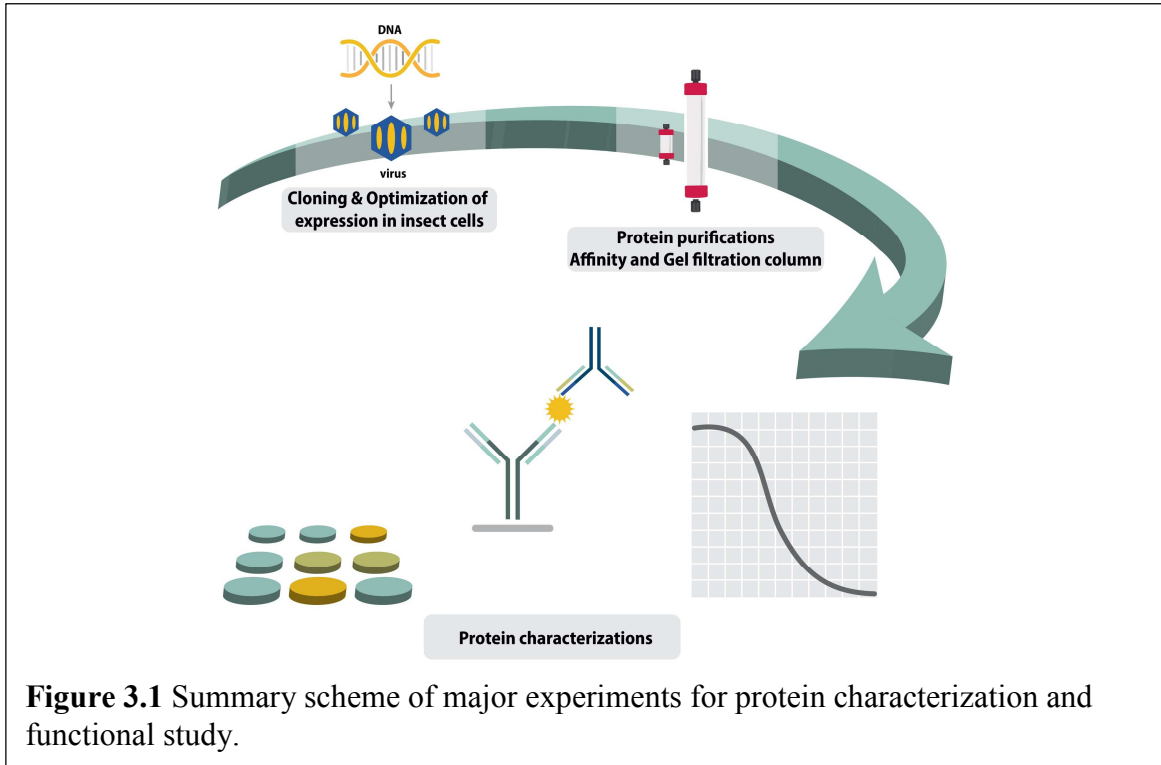 DNA
virus
Cloning & Optimization of
expression in insect cells
Protein purifications
Affinity and Gel filtration column
Protein characterizations
Figure 3.1 Summary scheme of major experiments for protein characterization and
functional study.